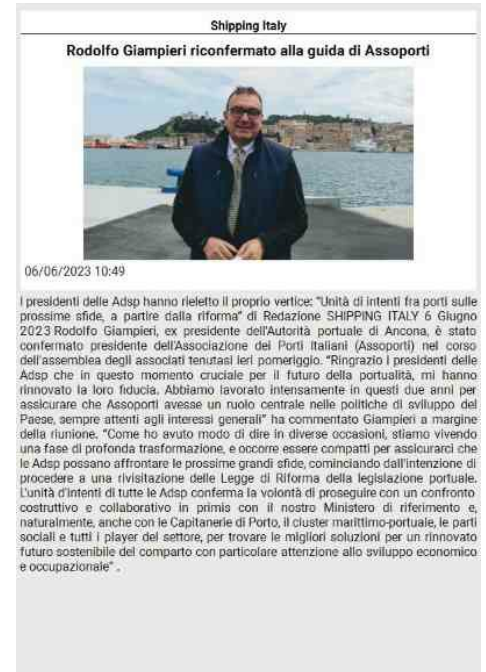 Shipping Italy
Rodolfo Giampieri riconfermato alla guida di Assoporti
06/06/2023 10:49
I presidenti delle Adsp hanno rieletto il proprio vertice: "Unità di intenti fra porti sulle
prossime sfide, a partire dalla riforma" di Redazione SHIPPING ITALY 6 Giugno
2023 Rodolfo Giampieri, ex presidente dell'Autorità portuale di Ancona, è stato
confermato presidente dell'Associazione dei Porti Italiani (Assoporti) nel corso
dell'assemblea degli associati tenutasi ieri pomeriggio. "Ringrazio i presidenti delle
Adsp che in questo momento cruciale per il futuro della portualità, mi hanno
rinnovato la loro fiducia. Abbiamo lavorato intensamente in questi due anni per
assicurare che Assoporti avesse un ruolo centrale nelle politiche di sviluppo del
Paese, sempre attenti agli interessi generali" ha commentato Giampieri a margine
della riunione. "Come ho avuto modo di dire in diverse occasioni, stiamo vivendo
una fase di profonda trasformazione, e occorre essere compatti per assicurarci che
le Adsp possano affrontare le prossime grandi sfide, cominciando dall'intenzione di
procedere a una rivisitazione delle Legge di Riforma della legislazione portuale.
L'unità d'intenti di tutte le Adsp conferma la volontà di proseguire con un confronto
costruttivo e collaborativo in primis con il nostro Ministero di riferimento e,
naturalmente, anche con le Capitanerie di Porto, il cluster marittimo-portuale, le parti
sociali e tutti i player del settore, per trovare le migliori soluzioni per un rinnovato
futuro sostenibile del comparto con particolare attenzione allo sviluppo economico
e occupazionale" .